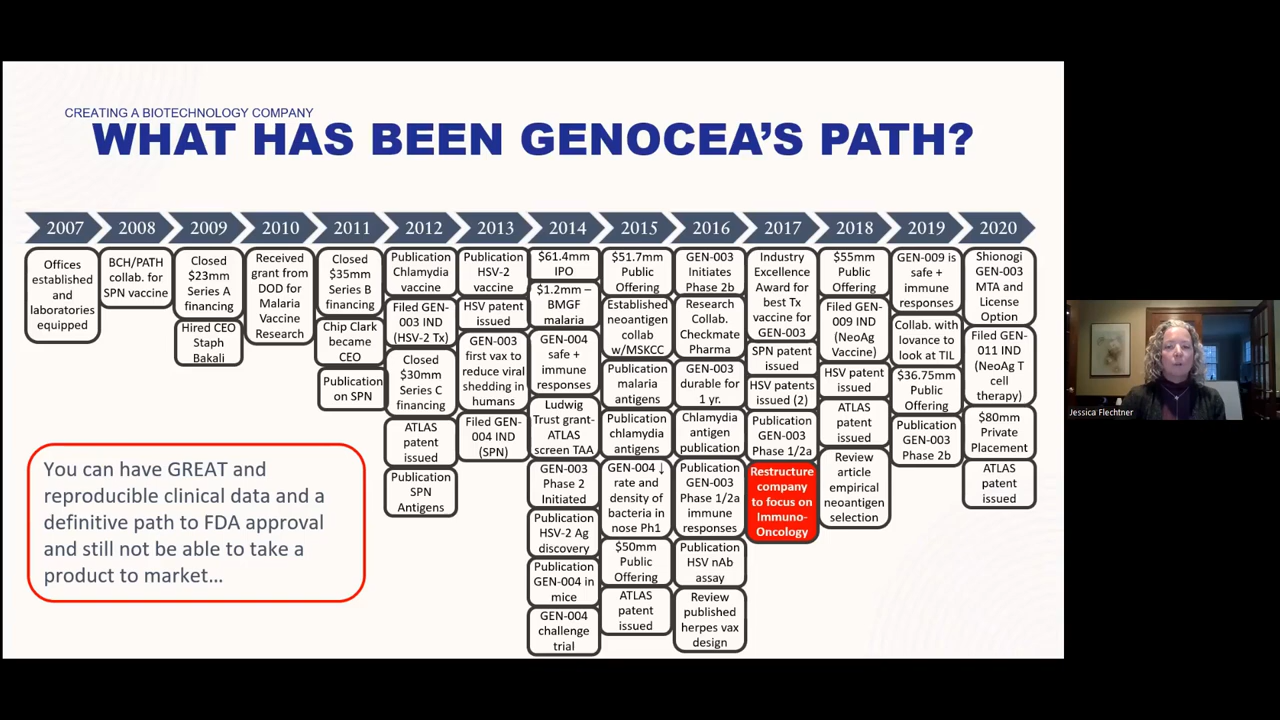 CREATING A BIOTECHNOLOGY COMPANY
WHAT HAS BEEN GENOCEA'S PATH?
2007
2008
2009
2010
2011
2012
2013
2014
2015
2016
2017
2018
2019
2020
Offices
established
and
laboratories
equipped
BCH/PATH
collab. for
SPN vaccine
Closed
$23mm
Series A
financing
Hired CEO
Staph
Bakali
Received
grant from
DOD for
Malaria
Vaccine
Research
Closed
$35mm
Series B
financing
Chip Clark
became
CEO
Publication
on SPN
Publication
Chlamydia
vaccine
Filed GEN-
003 IND
(HSV-2 Tx)
Closed
$30mm
Series C
financing
ATLAS
patent
issued
Publication
SPN
Antigens
Publication
HSV-2
vaccine
HSV patent
issued
GEN-003
first vax to
reduce viral
shedding in
humans
Filed GEN-
004 IND
(SPN)
$61.4mm
IPO
$1.2mm –
BMGF
malaria
GEN-004
safe +
immune
responses
Ludwig
Trust grant-
ATLAS
screen TAA
GEN-003
Phase 2
Initiated
Publication
HSV-2 Ag
discovery
Publication
GEN-004 in
mice
GEN-004
challenge
trial
$51.7mm
Public
Offering
Established
neoantigen
collab
w/MSKCC
Publication
malaria
antigens
Publication
chlamydia
antigens
GEN-004 ↓
rate and
density of
bacteria in
nose Ph1
$50mm
Public
Offering
ATLAS
patent
issued
GEN-003
Initiates
Phase 2b
Research
Collab.
Checkmate
Pharma
GEN-003
durable for
1 yr.
Chlamydia
antigen
publication
Publication
GEN-003
Phase 1/2a
immune
responses
Publication
HSV nAb
assay
Review
published
herpes vax
design
Industry
Excellence
Award for
best Tx
vaccine for
GEN-003
SPN patent
issued
HSV patents
issued (2)
Publication
GEN-003
Phase 1/2a
Restructure
company
to focus on
Immuno-
Oncology
$55mm
Public
Offering
Filed GEN-
009 IND
(NeoAg
Vaccine)
HSV patent
issued
ATLAS
patent
issued
Review
article
empirical
neoantigen
selection
GEN-009 is
safe +
immune
responses
Collab. with
Iovance to
look at TIL
$36.75mm
Public
Offering
Publication
GEN-003
Phase 2b
Shionogi
GEN-003
MTA and
License
Option
Filed GEN-
011 IND
(NeoAg T
cell
therapy)
$80mm
Private
Placement
ATLAS
patent
issued
You can have GREAT and
reproducible clinical data and a
definitive path to FDA approval
and still not be able to take a
product to market…
Jessica Flechtner